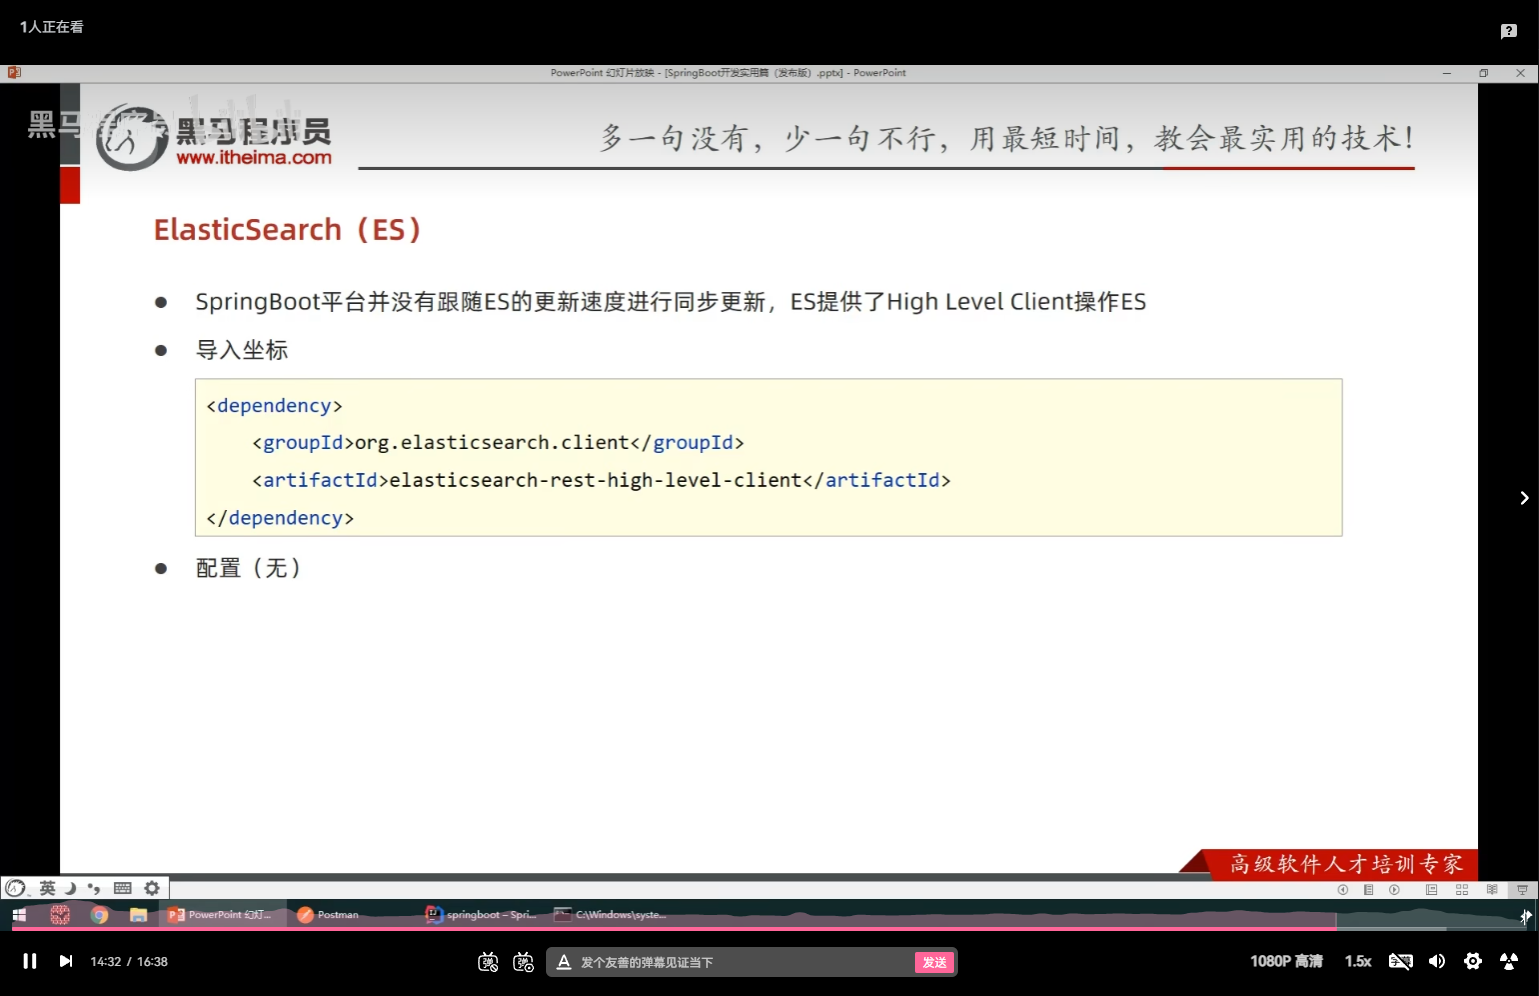 1人正在看
PowerPoint 幻灯片放映 - [SpringBoot开发实用篇（发布版）.pptx] - PowerPoint
黑马程序员
www.itheima.com
多一句没有，少一句不行，用最短时间，教会最实用的技术！
ElasticSearch（ES）
● SpringBoot平台并没有跟随ES的更新速度进行同步更新，ES提供了High Level Client操作ES
● 导入坐标
<dependency>
    <groupId>org.elasticsearch.client</groupId>
    <artifactId>elasticsearch-rest-high-level-client</artifactId>
</dependency>
● 配置（无）
高级软件人才培训专家
英
PowerPoint 幻灯... Postman springboot – Spri... C:\Windows\syste...
14:32 / 16:38
发个友善的弹幕见证当下
发送
1080P 高清
1.5x